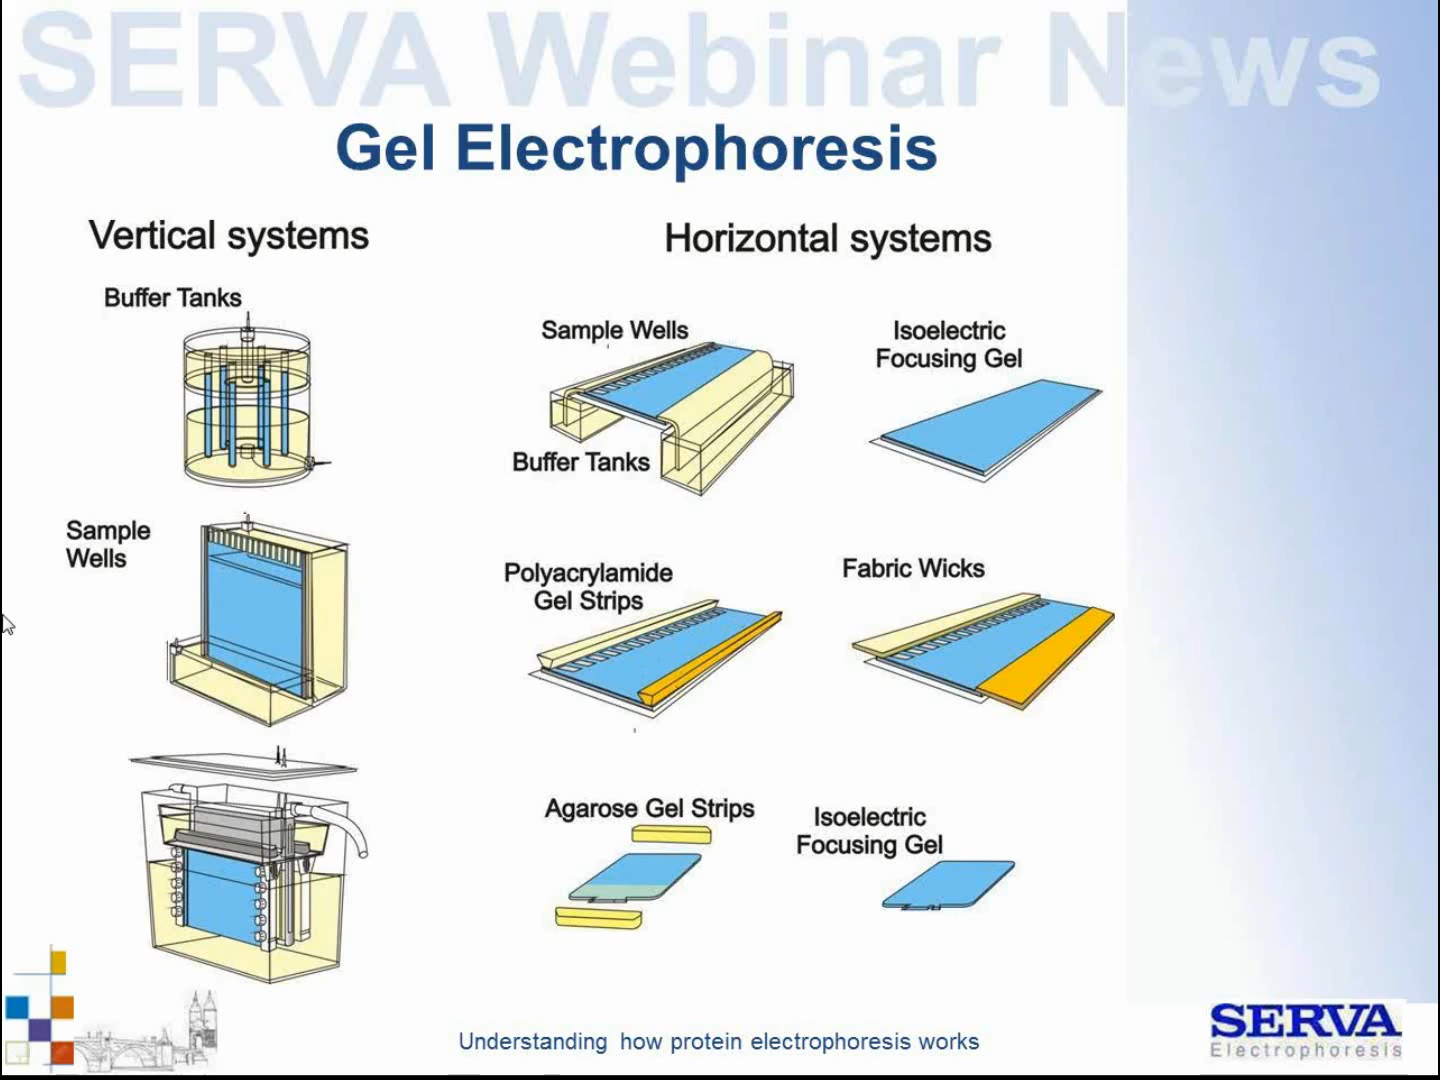 SERVA Webinar News
Gel Electrophoresis
Vertical systems
Horizontal systems
Buffer Tanks
Sample Wells
Isoelectric
Focusing Gel
Buffer Tanks
Sample
Wells
Polyacrylamide
Gel Strips
Fabric Wicks
Agarose Gel Strips
Isoelectric
Focusing Gel
Understanding how protein electrophoresis works
SERVA
Electrophoresis